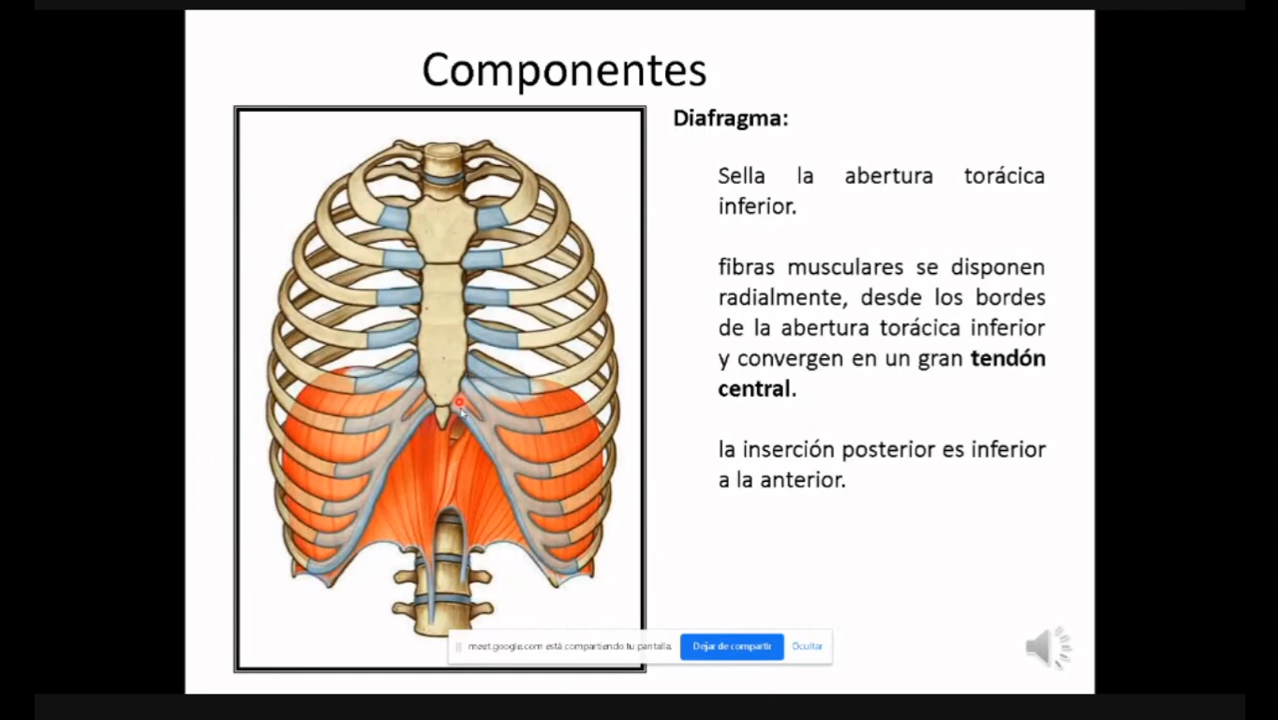 Componentes
Diafragma:
Sella la abertura torácica
inferior.
fibras musculares se disponen
radialmente, desde los bordes
de la abertura torácica inferior
y convergen en un gran tendón
central.
la inserción posterior es inferior
a la anterior.
meet.google.com está compartiendo tu pantalla.
Dejar de compartir
Ocultar